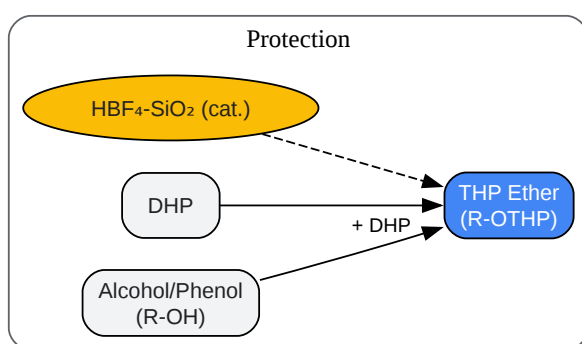 Protection
HBF₄-SiO₂ (cat.)
THP Ether
(R-OTHP)
DHP
+ DHP
Alcohol/Phenol
(R-OH)